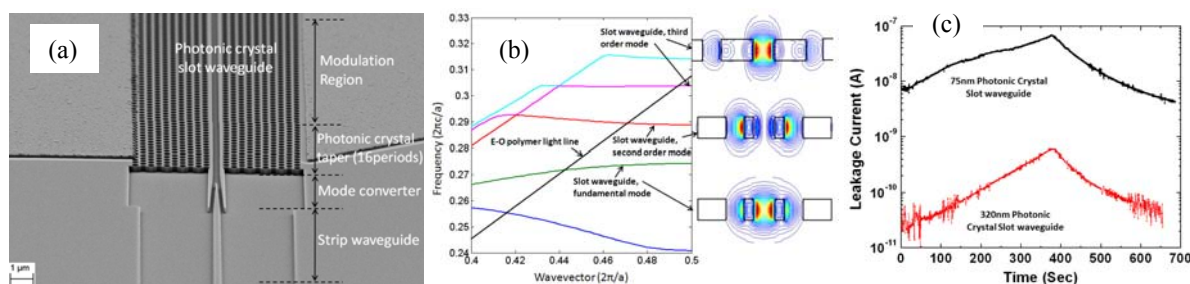 (a)
Photonic crystal
slot waveguide
Modulation
Region
Photonic crystal
taper (16periods)
Mode converter
Strip waveguide
1 μm
(b)
Frequency (2πc/a)
0.33
0.32
0.31
0.3
0.29
0.28
0.27
0.26
0.25
0.24
0.4
0.42
0.44
0.46
0.48
0.5
Wavevector (2π/a)
Slot waveguide, third
order mode
E-O polymer light line
Slot waveguide,
second order mode
Slot waveguide,
fundamental mode
(c)
Leakage Current (A)
10⁻⁶
10⁻⁷
10⁻⁸
10⁻⁹
10⁻¹⁰
10⁻¹¹
75nm Photonic Crystal
Slot waveguide
320nm Photonic
Crystal Slot waveguide
0 100 200 300 400 500 600 700
Time (Sec)